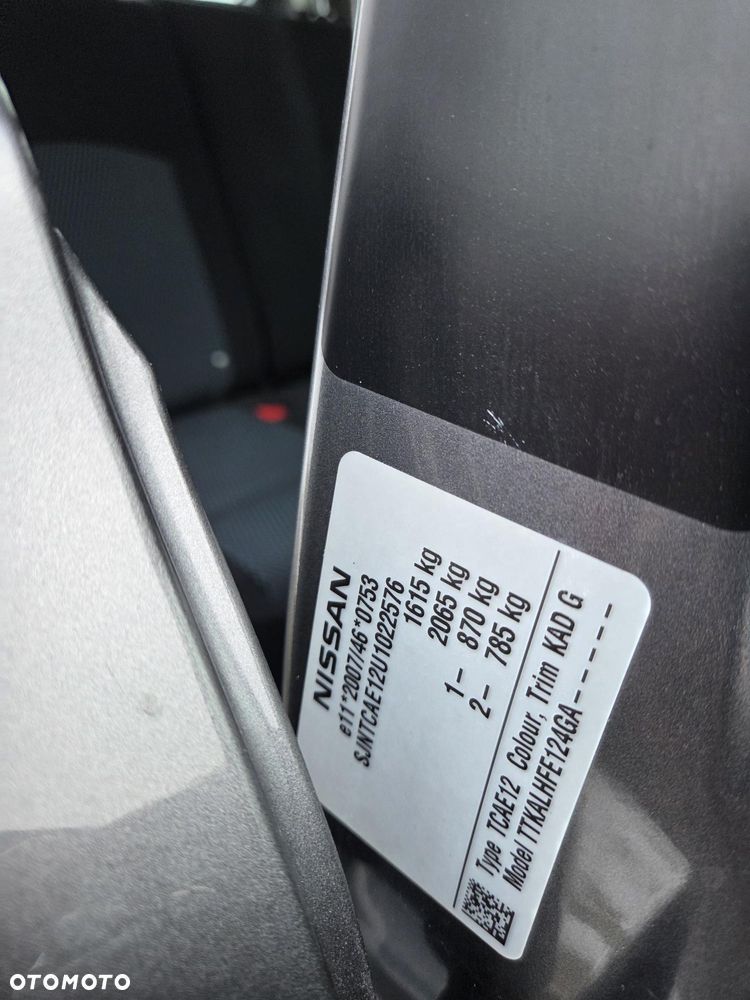 NISSAN
e11*2007/46*0753
SJNTCAE12U1022576
1615 kg
2065 kg
1- 870 kg
2- 785 kg
Type TCAE12 Colour, Trim KAD G
Model TTKALHFE124GA-----
OTOMOTO